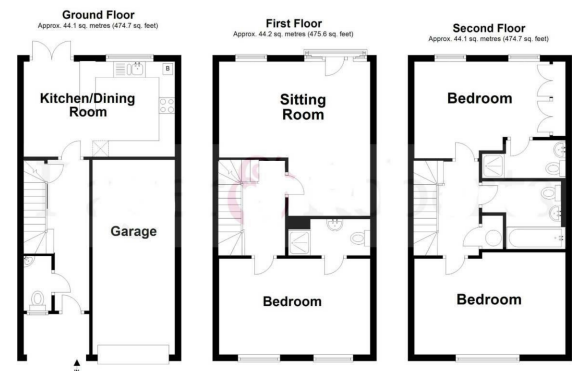 Ground Floor
Approx. 44.1 sq. metres (474.7 sq. feet)
Kitchen/Dining
Room
B
Garage
First Floor
Approx. 44.2 sq. metres (475.6 sq. feet)
Sitting
Room
Bedroom
Second Floor
Approx. 44.1 sq. metres (474.7 sq. feet)
Bedroom
Bedroom